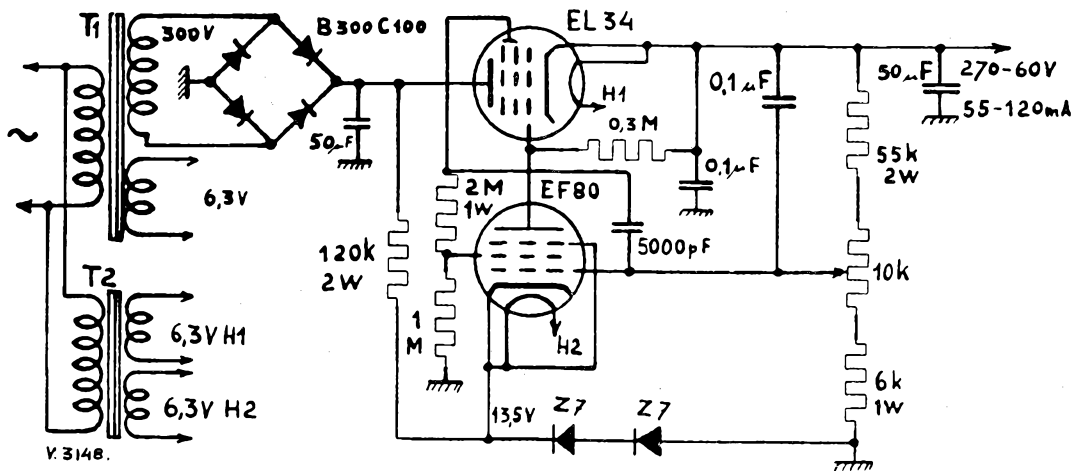 T1
300V
B300C100
50µF
6,3V
T2
6,3V H1
6,3V H2
V.3148.
EL34
H1
0,3M
0,1µF
0,1µF
50µF
270-60V
55-120mA
55k
2W
2M
1W
EF80
5000pF
120k
2W
1
M
H2
10k
6k
1W
13,5V
Z7
Z7